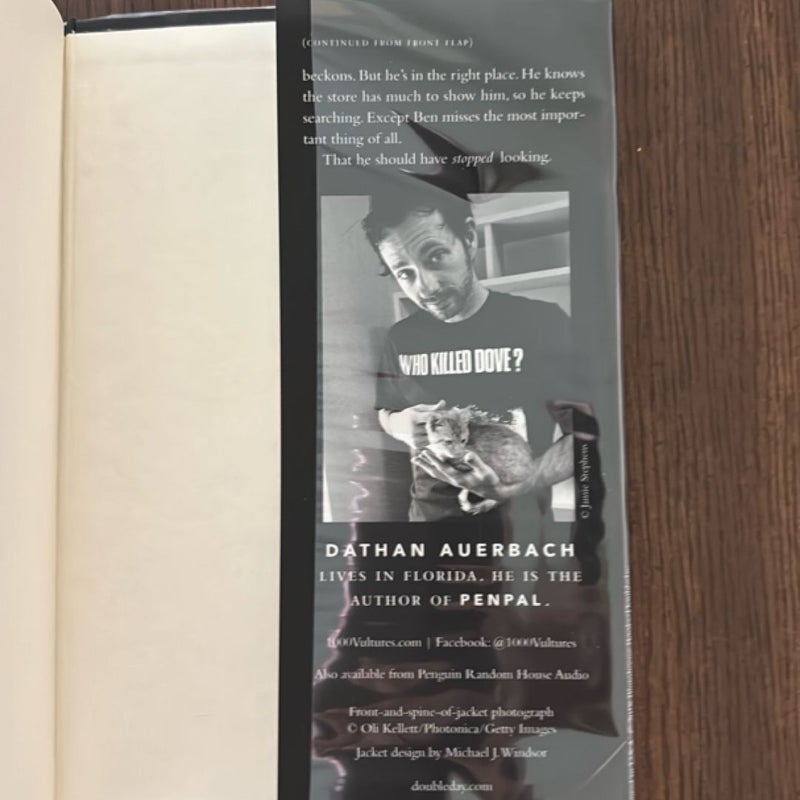 (CONTINUED FROM FRONT FLAP)
beckons. But he's in the right place. He knows
the store has much to show him, so he keeps
searching. Except Ben misses the most impor-
tant thing of all.
That he should have stopped looking.
WHO KILLED DOVE?
© Jamie Stephens
DATHAN AUERBACH
LIVES IN FLORIDA. HE IS THE
AUTHOR OF PENPAL.
1000Vultures.com | Facebook: @1000Vultures
Also available from Penguin Random House Audio
Front-and-spine-of-jacket photograph
© Oli Kellett/Photonica/Getty Images
Jacket design by Michael J. Windsor
doubleday.com